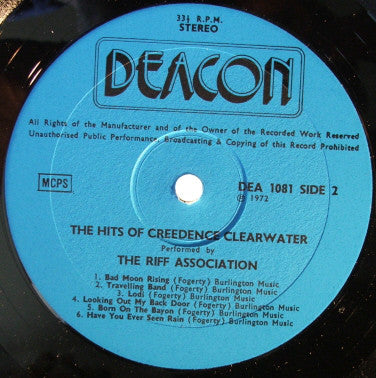 33⅓ R.P.M.
STEREO
DEACON
All Rights of the Manufacturer and of the Owner of the Recorded Work Reserved
Unauthorised Public Performance, Broadcasting & Copying of this Record Prohibited
MCPS
DEA 1081 SIDE 2
℗ 1972
THE HITS OF CREEDENCE CLEARWATER
Performed by
THE RIFF ASSOCIATION
1. Bad Moon Rising (Fogerty) Burlington Music
2. Travelling Band (Fogerty) Burlington Music
3. Lodi (Fogerty) Burlington Music
4. Looking Out My Back Door (Fogerty) Burlington Music
5. Born On The Bayon (Fogerty) Burlington Music
6. Have You Ever Seen Rain (Fogerty) Burlington Music